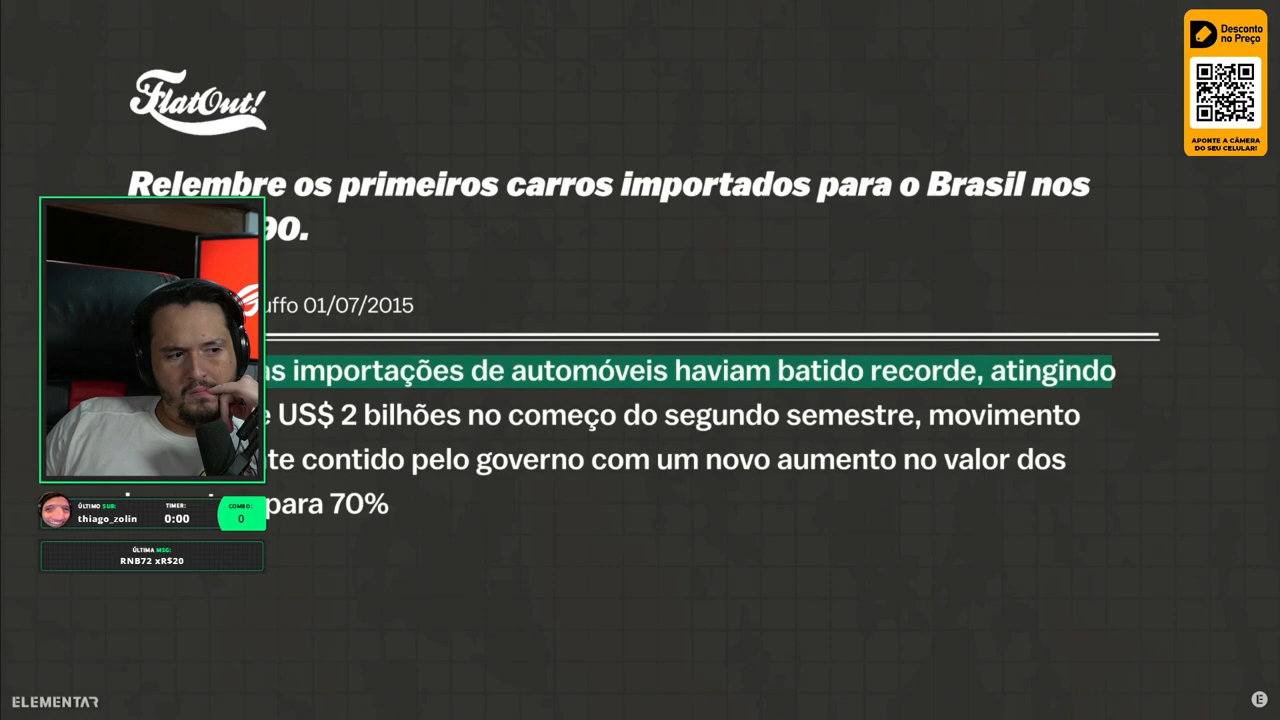 FlatOut!
Desconto
no Preço
APONTE A CÂMERA
DO SEU CELULAR!
Relembre os primeiros carros importados para o Brasil nos
90.
uffo 01/07/2015
as importações de automóveis haviam batido recorde, atingindo
e US$ 2 bilhões no começo do segundo semestre, movimento
te contido pelo governo com um novo aumento no valor dos
para 70%
ÚLTIMO SUB:
thiago_zolin
TIMER:
0:00
COMBO:
0
ÚLTIMA MSG:
RNB72 xR$20
ELEMENTAR
E